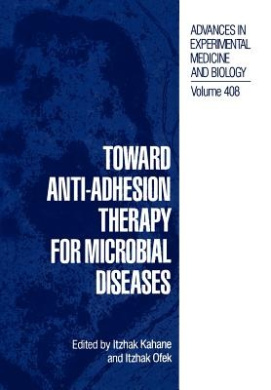 ADVANCES IN
EXPERIMENTAL
MEDICINE
AND BIOLOGY
Volume 408
TOWARD
ANTI-ADHESION
THERAPY
FOR MICROBIAL
DISEASES
Edited by Itzhak Kahane
and Itzhak Ofek